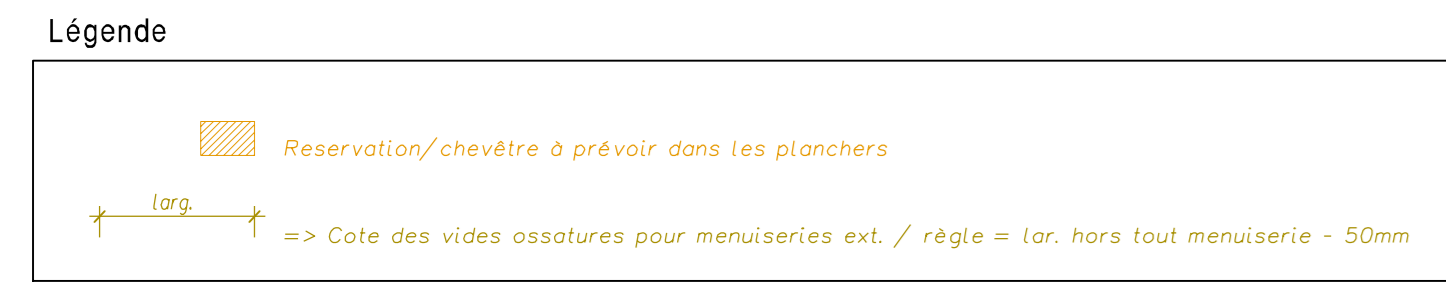 Légende
Reservation/chevêtre à prévoir dans les planchers
larg.
=> Cote des vides ossatures pour menuiseries ext. / règle = lar. hors tout menuiserie - 50mm